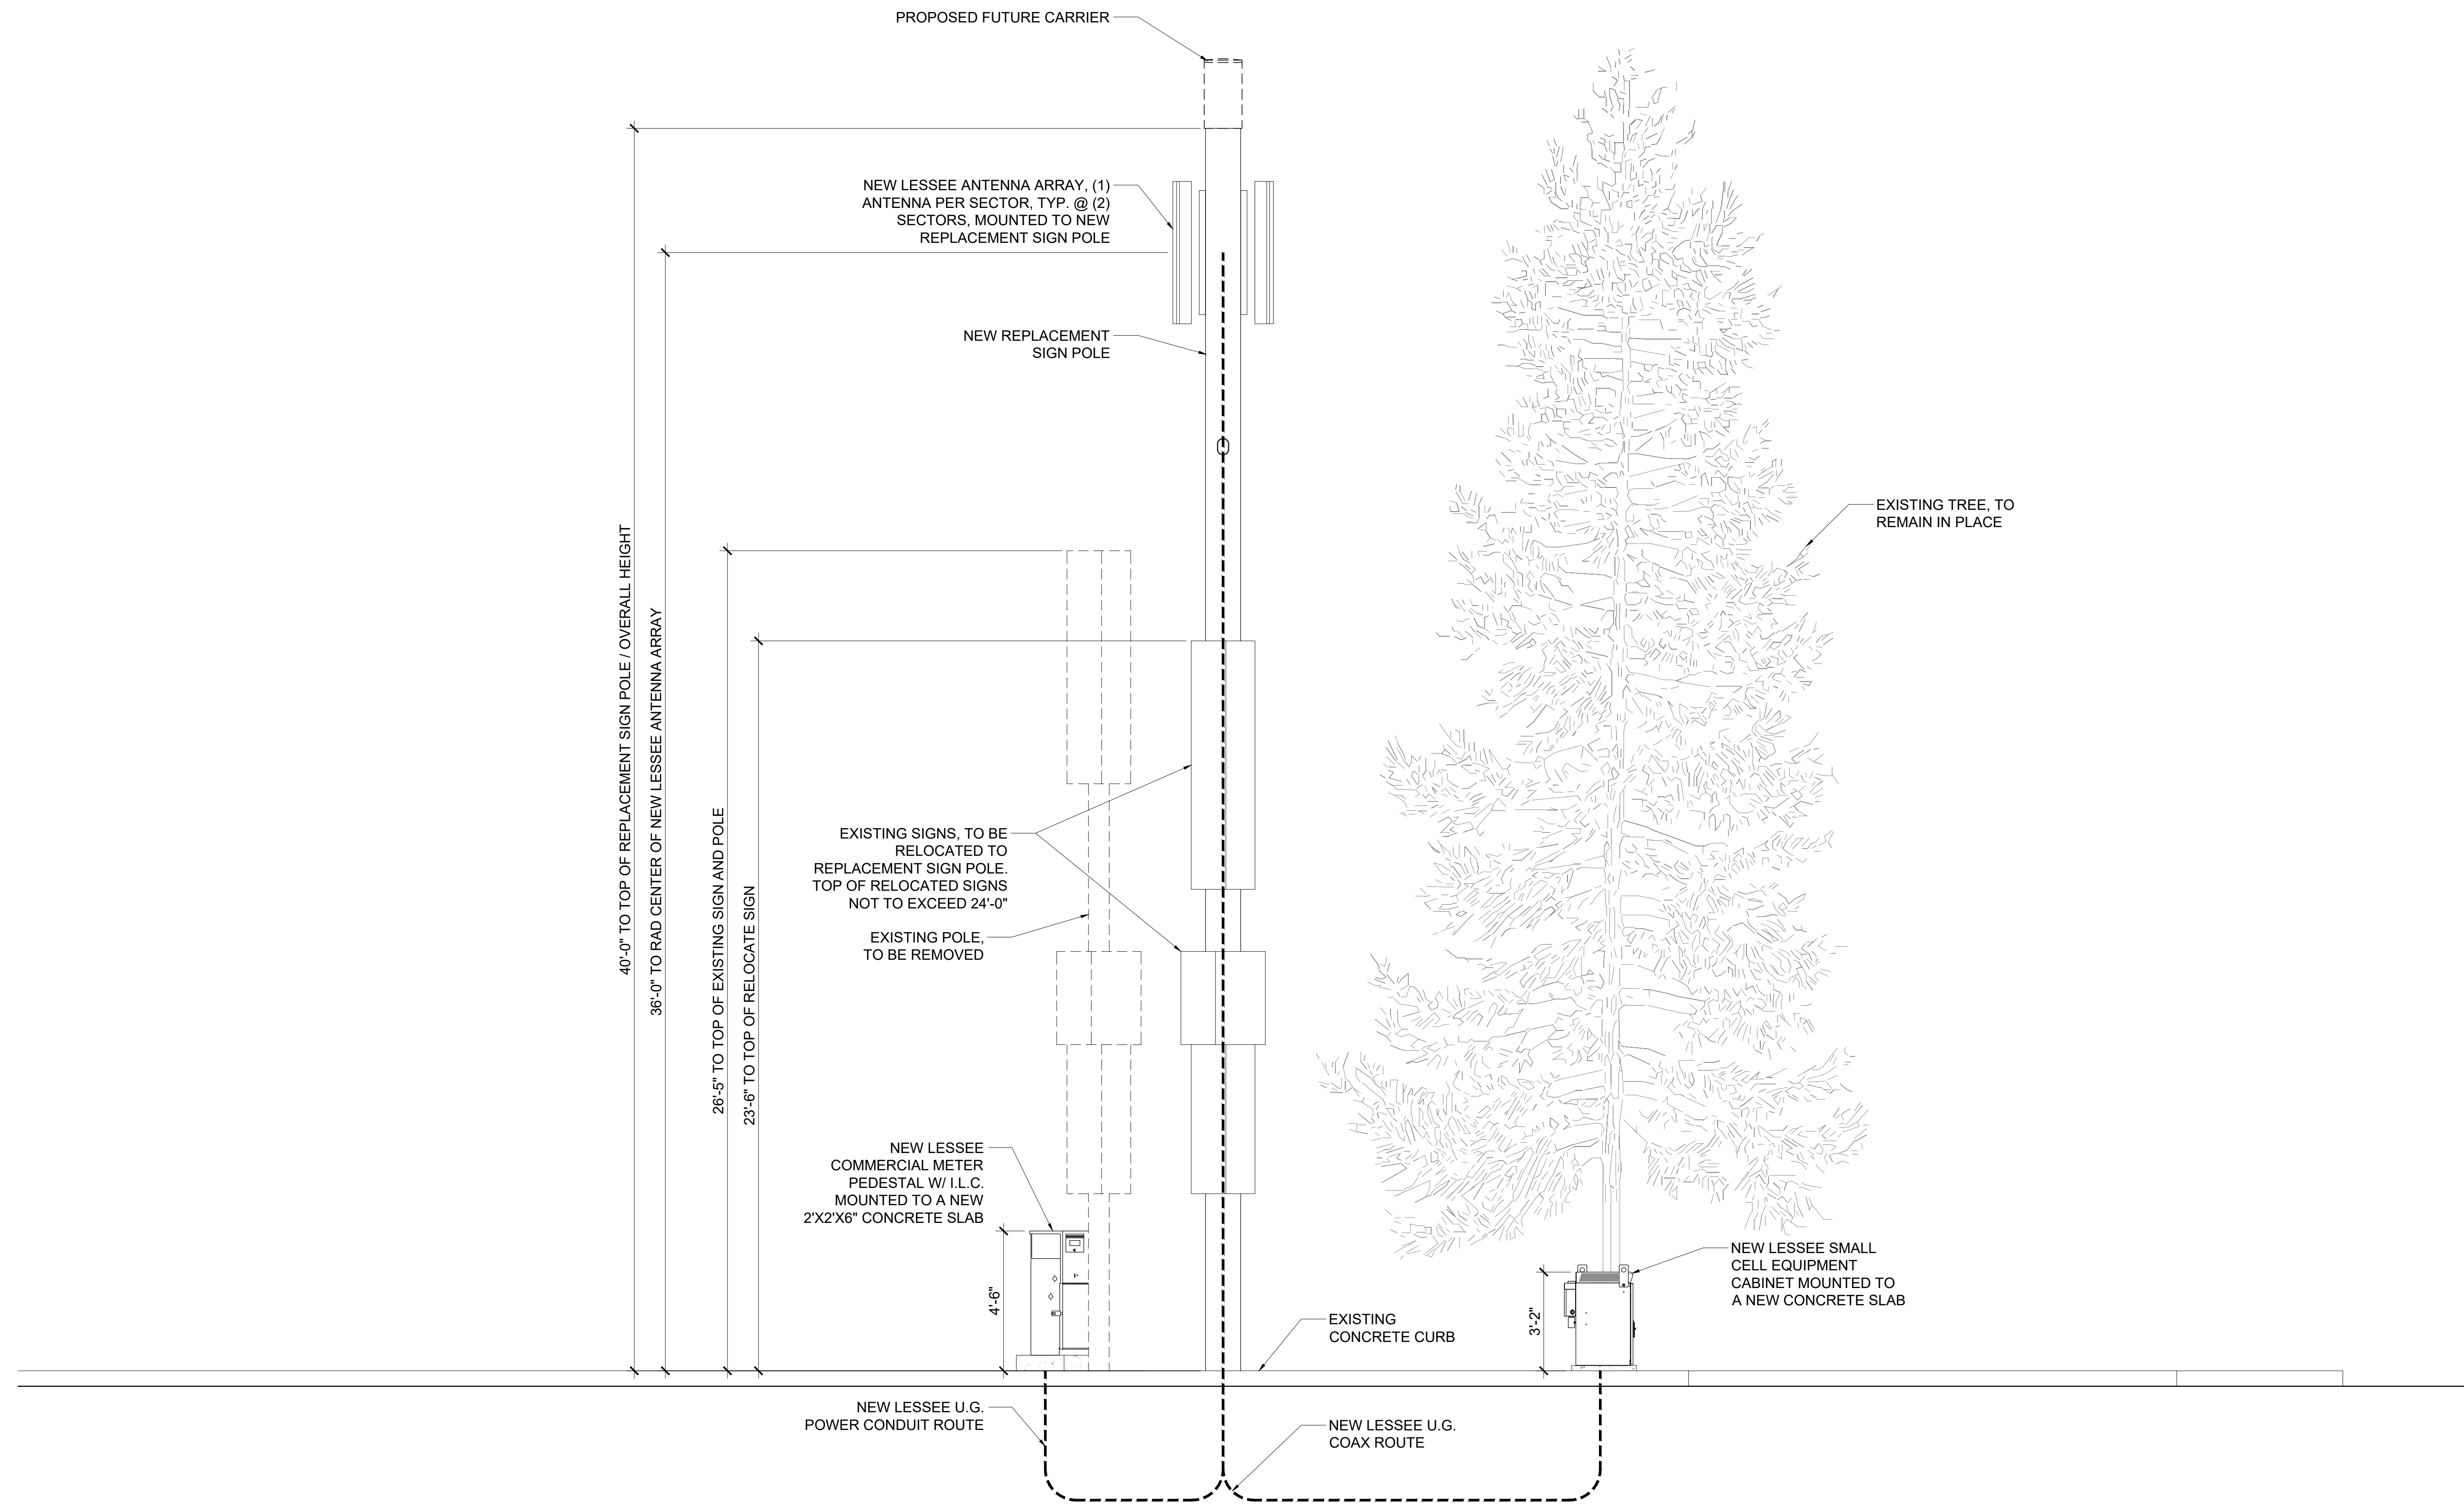 PROPOSED FUTURE CARRIER
NEW LESSEE ANTENNA ARRAY, (1)
ANTENNA PER SECTOR, TYP. @ (2)
SECTORS, MOUNTED TO NEW
REPLACEMENT SIGN POLE
NEW REPLACEMENT
SIGN POLE
EXISTING TREE, TO
REMAIN IN PLACE
40'-0" TO TOP OF REPLACEMENT SIGN POLE / OVERALL HEIGHT
36'-0" TO RAD CENTER OF NEW LESSEE ANTENNA ARRAY
26'-5" TO TOP OF EXISTING SIGN AND POLE
23'-6" TO TOP OF RELOCATE SIGN
EXISTING SIGNS, TO BE
RELOCATED TO
REPLACEMENT SIGN POLE.
TOP OF RELOCATED SIGNS
NOT TO EXCEED 24'-0"
EXISTING POLE,
TO BE REMOVED
NEW LESSEE
COMMERCIAL METER
PEDESTAL W/ I.L.C.
MOUNTED TO A NEW
2'X2'X6" CONCRETE SLAB
4'-6"
NEW LESSEE SMALL
CELL EQUIPMENT
CABINET MOUNTED TO
A NEW CONCRETE SLAB
3'-2"
EXISTING
CONCRETE CURB
NEW LESSEE U.G.
POWER CONDUIT ROUTE
NEW LESSEE U.G.
COAX ROUTE